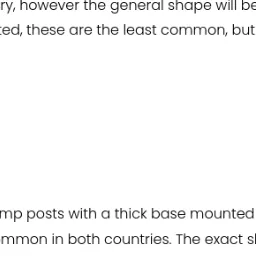 ry, however the general shape will be
ted, these are the least common, but
mp posts with a thick base mounted
mmon in both countries. The exact s